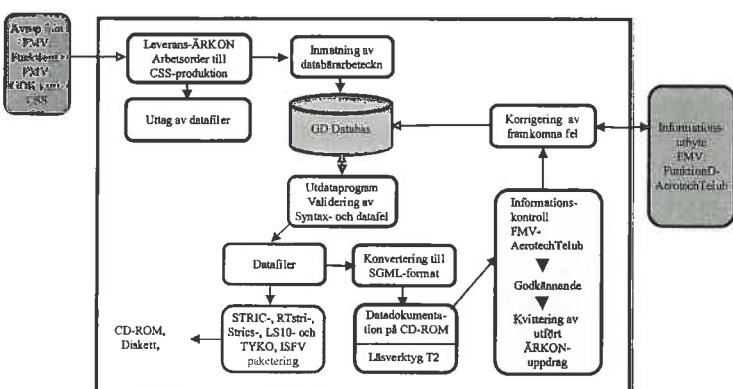 FMV
FMV
CSS
Leverans-ÄRKON
Arbetsorder till
CSS-produktion
Inmatning av
databärarbeteckn
Uttag av datafiler
GD Databas
Korrigering av
framkomna fel
Informations-
utbyte
FMV
FunktionD-
AerotechTelub
Utdataprogram
Validering av
Syntax- och datafel
Informations-
kontroll
FMV-
AerotechTelub
Godkännande
Kvittering av
utfört
ÄRKON-
uppdrag
Datafiler
Konvertering till
SGML-format
STRIC-, RTstri-,
Strics-, LS10- och
TYKO, ISFV
paketering
Datadokumenta-
tion på CD-ROM
Läsverktyg T2
CD-ROM,
Diskett,